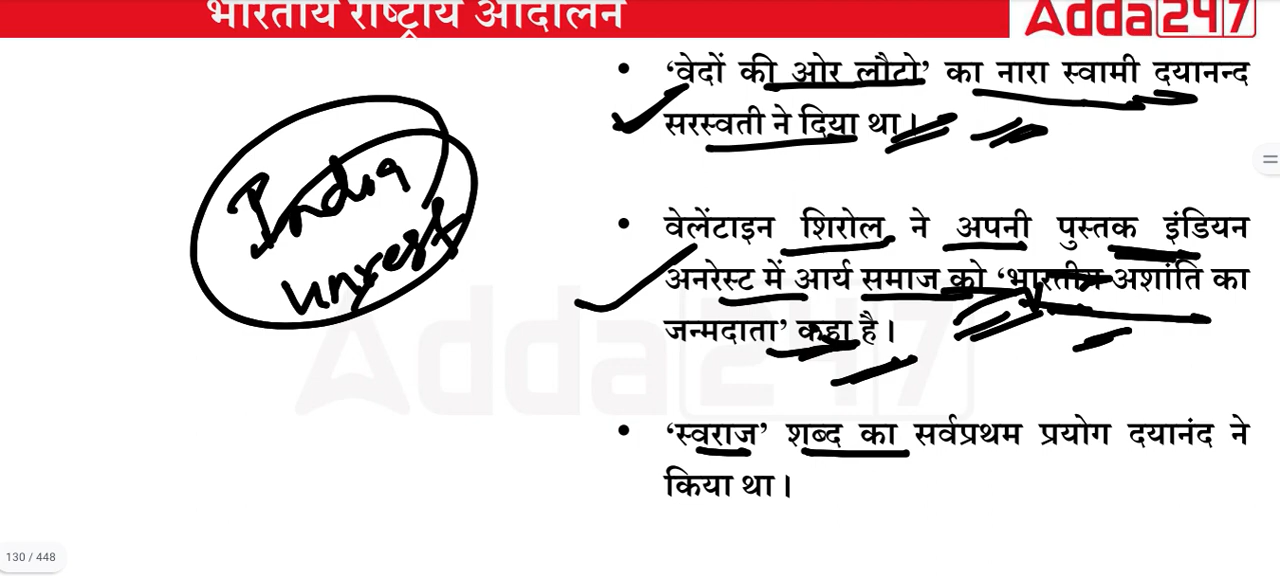 भारतीय राष्ट्रीय आंदोलन
Adda247
• 'वेदों की ओर लौटो' का नारा स्वामी दयानन्द
सरस्वती ने दिया था।
India
unrest
• वेलेंटाइन शिरोल ने अपनी पुस्तक इंडियन
अनरेस्ट में आर्य समाज को 'भारतीय अशांति का
जन्मदाता' कहा है।
Adda247
• 'स्वराज' शब्द का सर्वप्रथम प्रयोग दयानंद ने
किया था।
130 / 448